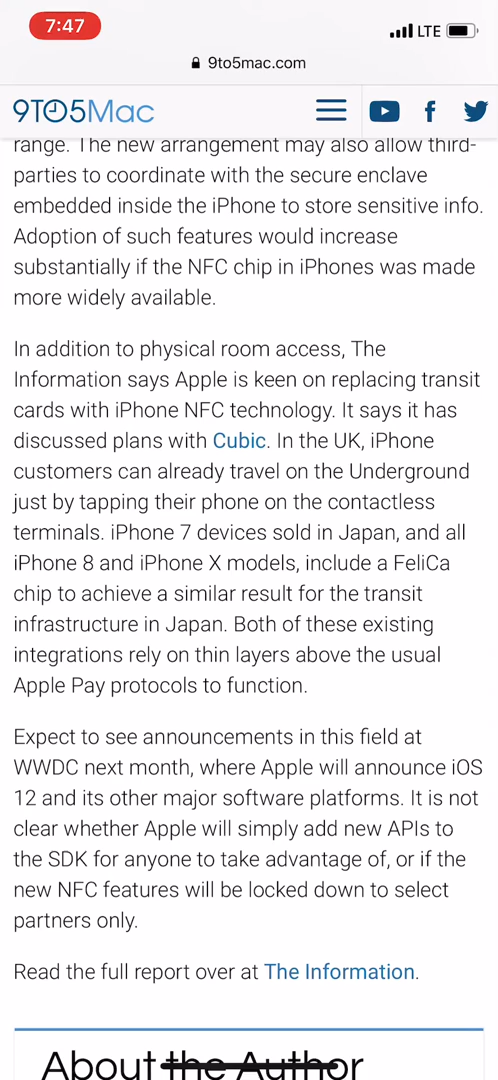 7:47
LTE
9to5mac.com
9TO5Mac
range. The new arrangement may also allow third-
parties to coordinate with the secure enclave
embedded inside the iPhone to store sensitive info.
Adoption of such features would increase
substantially if the NFC chip in iPhones was made
more widely available.
In addition to physical room access, The
Information says Apple is keen on replacing transit
cards with iPhone NFC technology. It says it has
discussed plans with Cubic. In the UK, iPhone
customers can already travel on the Underground
just by tapping their phone on the contactless
terminals. iPhone 7 devices sold in Japan, and all
iPhone 8 and iPhone X models, include a FeliCa
chip to achieve a similar result for the transit
infrastructure in Japan. Both of these existing
integrations rely on thin layers above the usual
Apple Pay protocols to function.
Expect to see announcements in this field at
WWDC next month, where Apple will announce iOS
12 and its other major software platforms. It is not
clear whether Apple will simply add new APIs to
the SDK for anyone to take advantage of, or if the
new NFC features will be locked down to select
partners only.
Read the full report over at The Information.
About the Author